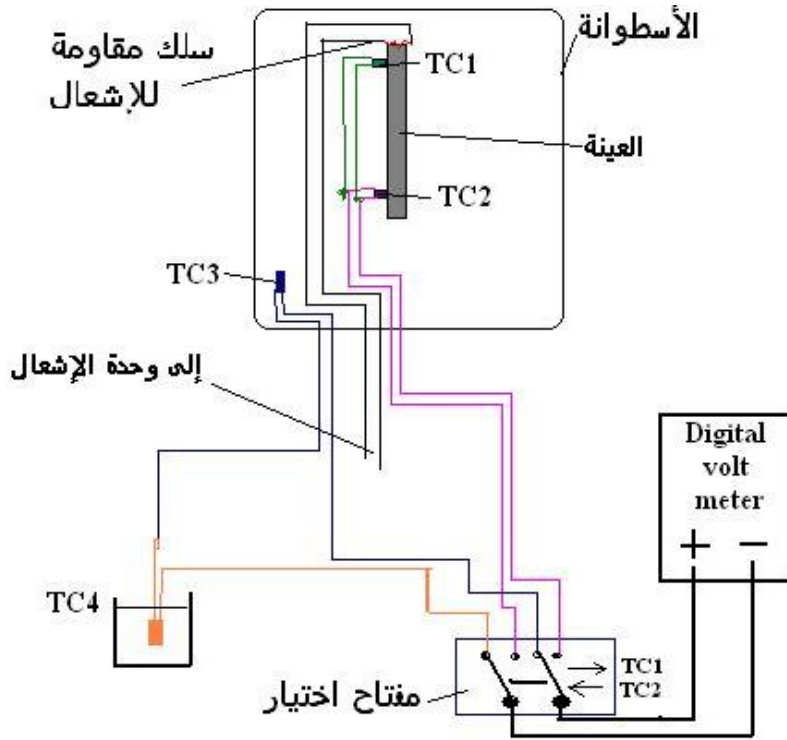 الأسطوانة
سلك مقاومة
للإشعال
TC1
العينة
TC2
TC3
إلى وحدة الإشعال
Digital
volt
meter
+ −
TC4
TC1
TC2
مفتاح اختيار